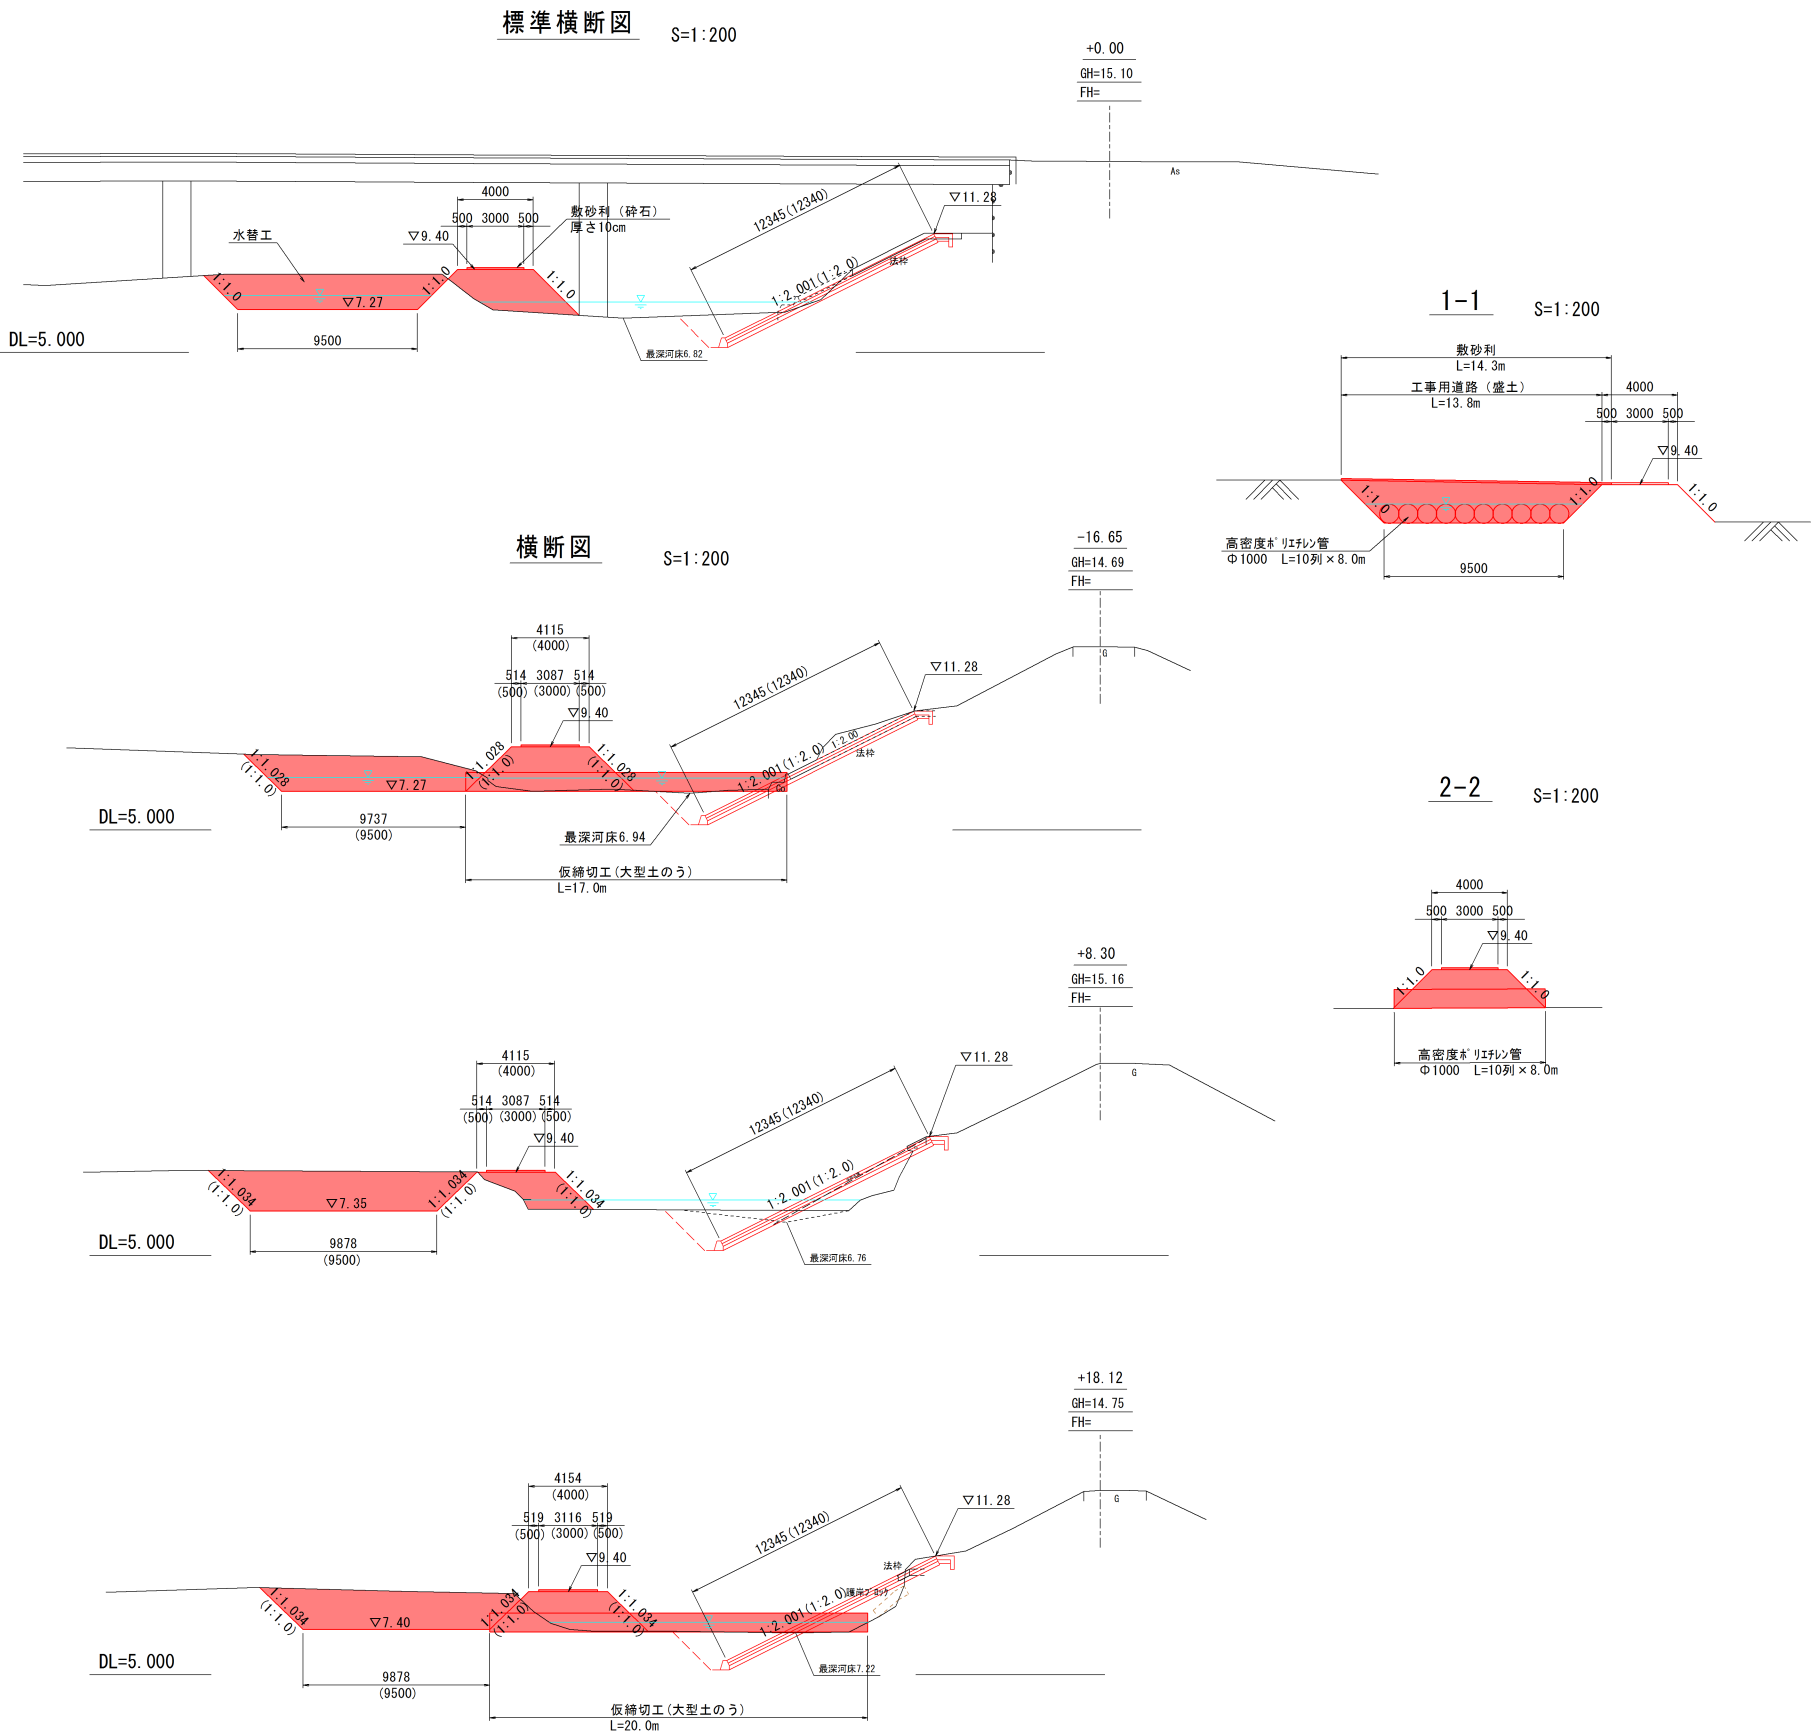 標準横断図 S=1:200
+0.00
GH=15.10
FH=
As
4000
500 3000 500
敷砂利（砕石）
厚さ10cm
水替工
▽9.40
12345(12340)
▽11.28
法枠
1:1.0
1:1.0
1:1.0
1:2.001(1:2.0)
▽7.27
DL=5.000
9500
最深河床6.82
1-1 S=1:200
敷砂利
L=14.3m
工事用道路（盛土）
L=13.8m
4000
500 3000 500
▽9.40
1:1.0
1:1.0
1:1.0
高密度ﾎﾟﾘｴﾁﾚﾝ管
Φ1000 L=10列×8.0m
9500
横断図 S=1:200
-16.65
GH=14.69
FH=
G
4115
(4000)
514 3087 514
(500) (3000) (500)
▽9.40
12345(12340)
▽11.28
1:2.00
法枠
1:1.028
(1:1.0)
1:1.028
(1:1.0)
1:1.028
(1:1.0)
1:2.001(1:2.0)
▽7.27
DL=5.000
9737
(9500)
最深河床6.94
仮締切工(大型土のう)
L=17.0m
2-2 S=1:200
4000
500 3000 500
▽9.40
1:1.0
1:1.0
高密度ﾎﾟﾘｴﾁﾚﾝ管
Φ1000 L=10列×8.0m
+8.30
GH=15.16
FH=
G
4115
(4000)
514 3087 514
(500) (3000) (500)
▽9.40
12345(12340)
▽11.28
1:1.034
(1:1.0)
1:1.034
(1:1.0)
1:1.034
(1:1.0)
1:2.001(1:2.0)
▽7.35
DL=5.000
9878
(9500)
最深河床6.76
+18.12
GH=14.75
FH=
G
4154
(4000)
519 3116 519
(500) (3000) (500)
▽9.40
12345(12340)
▽11.28
法枠
1:1.034
(1:1.0)
1:1.034
(1:1.0)
1:1.034
(1:1.0)
1:2.001(1:2.0)
護岸ﾌﾞﾛｯｸ
▽7.40
DL=5.000
9878
(9500)
最深河床7.22
仮締切工(大型土のう)
L=20.0m